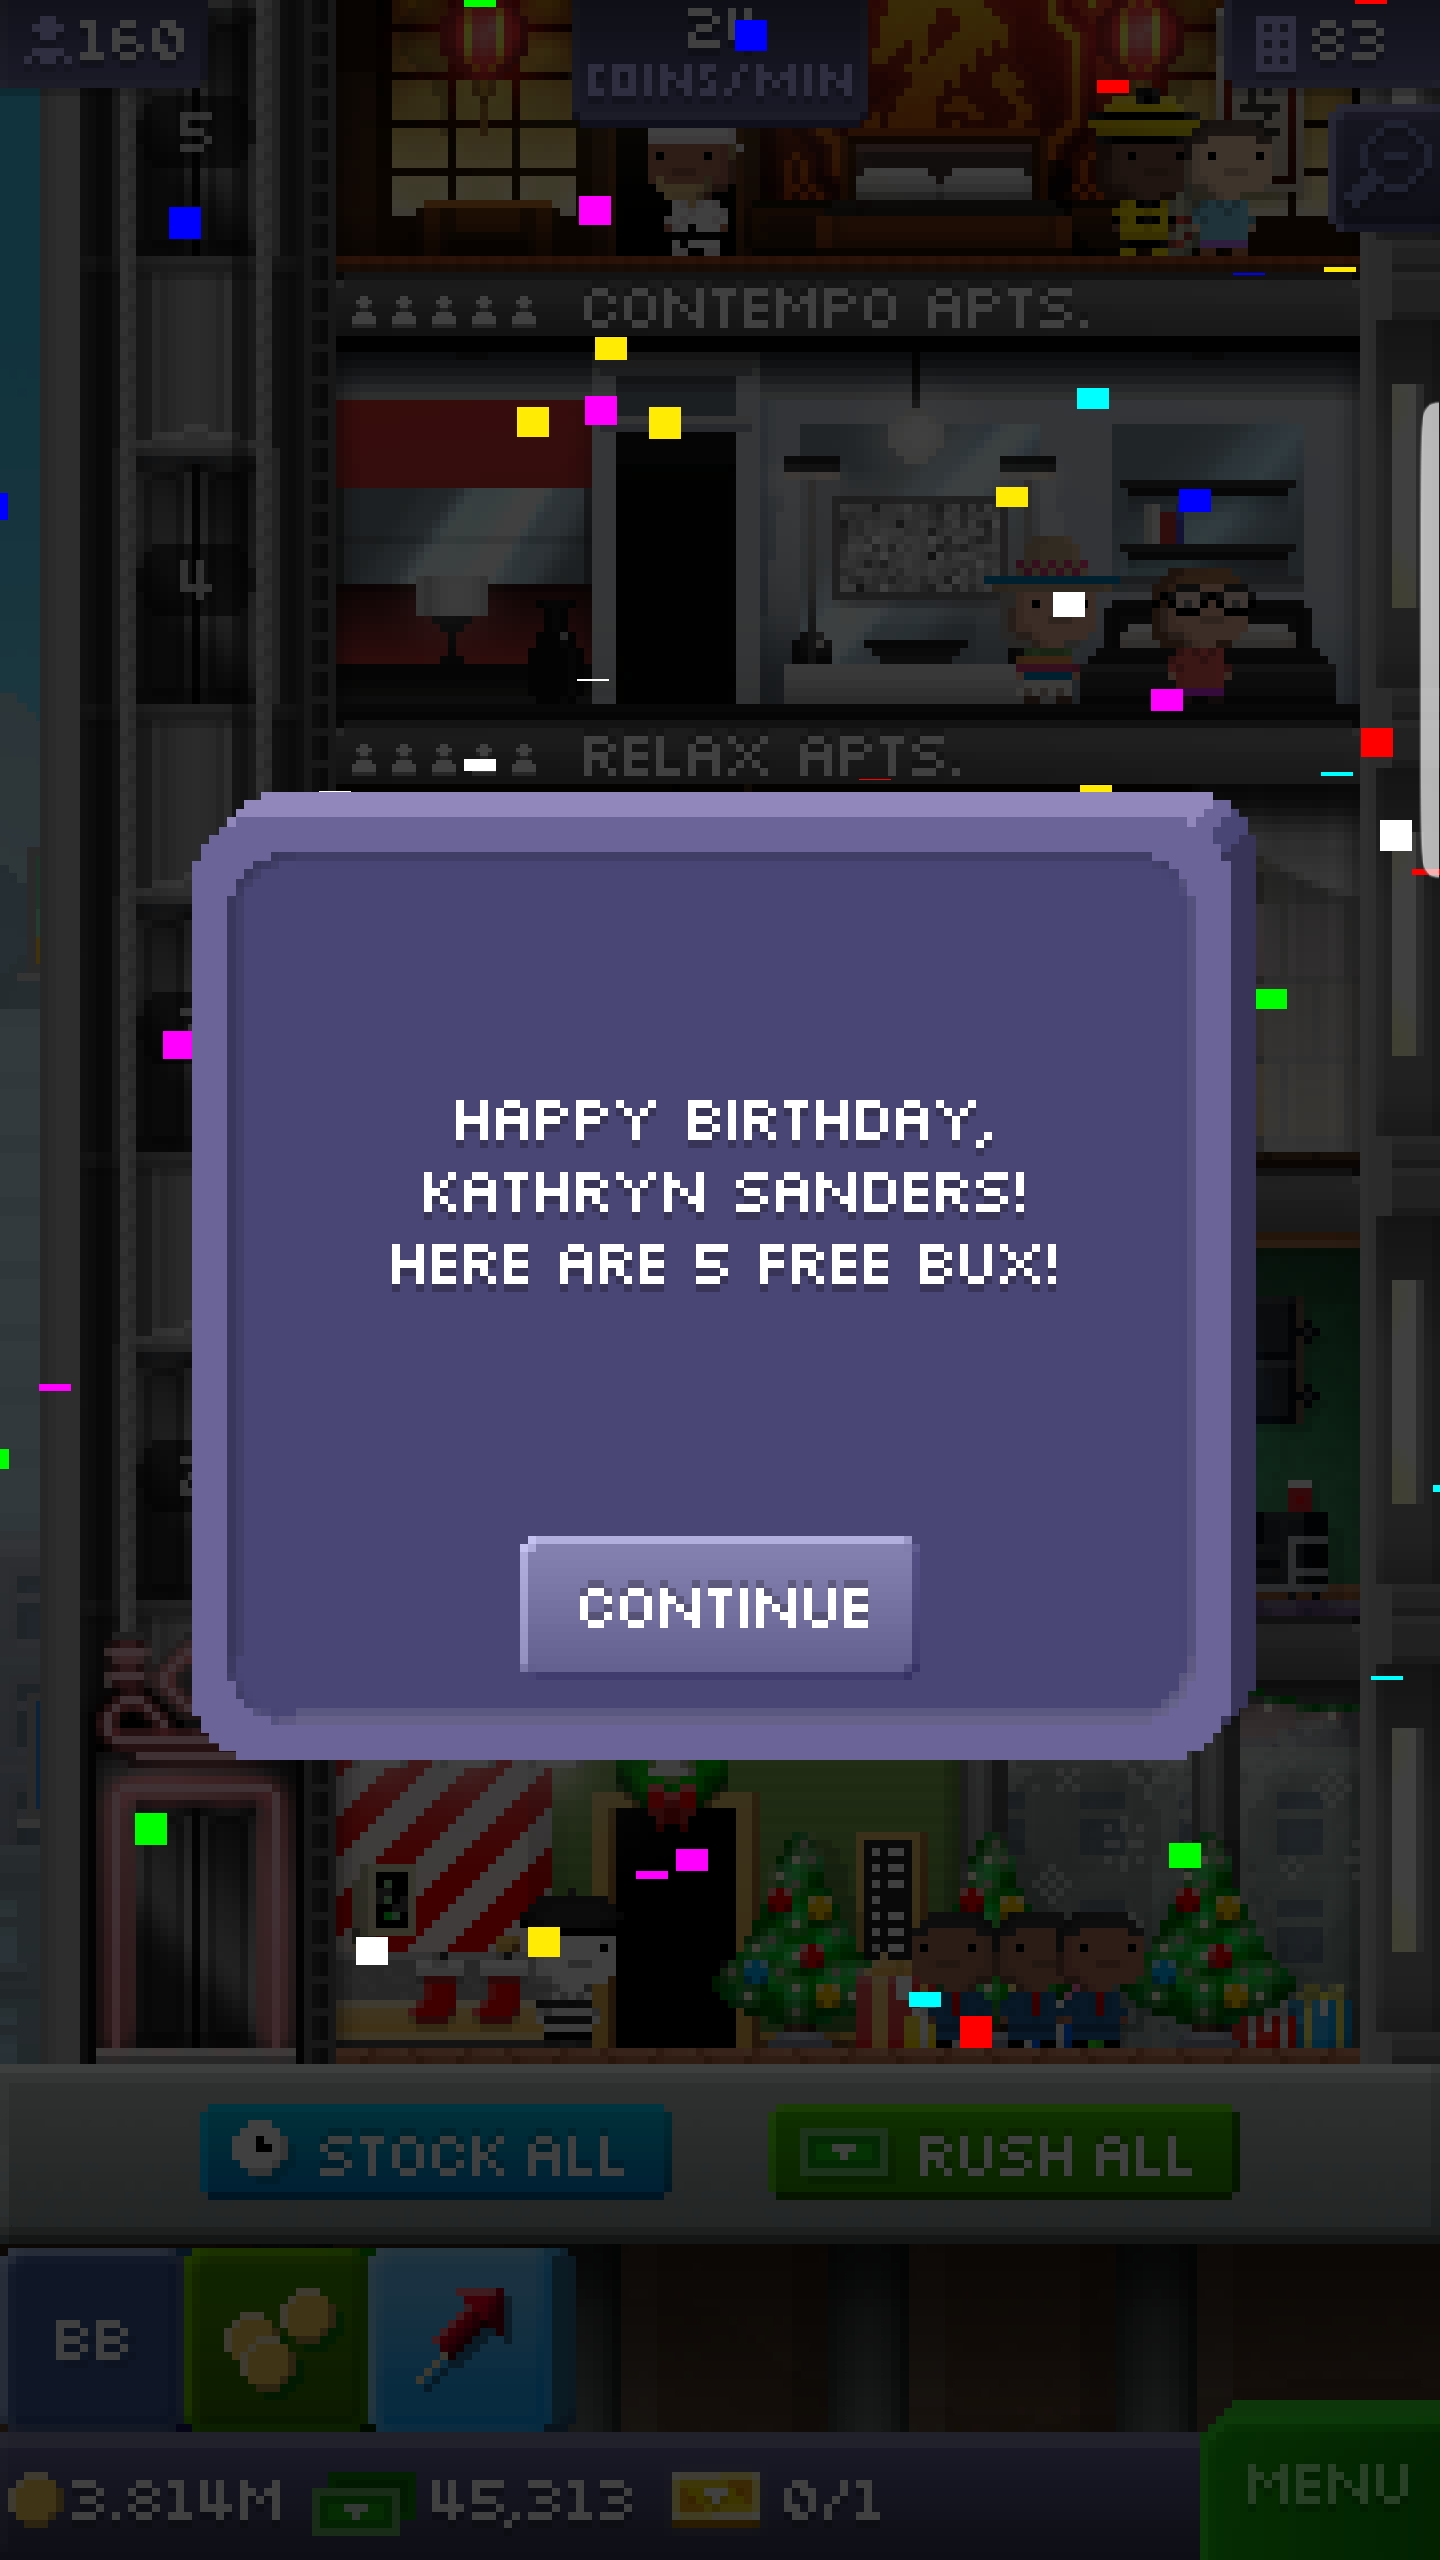 160
COINS/MIN
83
5
CONTEMPO APTS.
4
RELAX APTS.
HAPPY BIRTHDAY,
KATHRYN SANDERS!
HERE ARE 5 FREE BUX!
CONTINUE
STOCK ALL
RUSH ALL
BB
3.814M
45,313
0/1
MENU